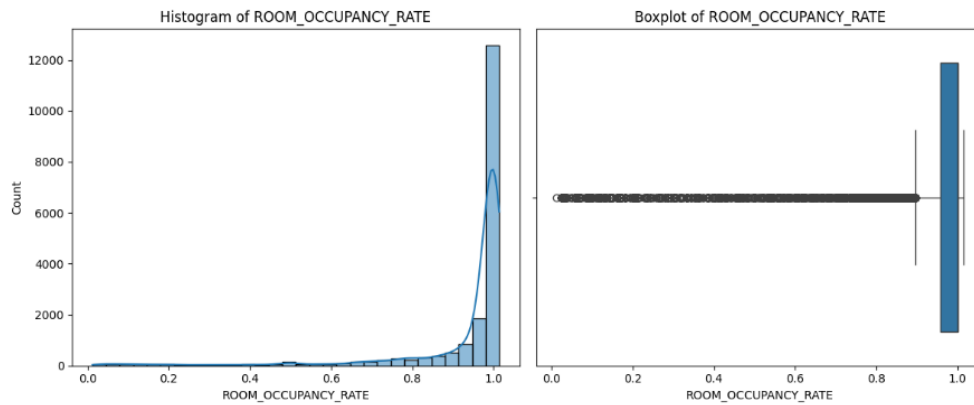 Histogram of ROOM_OCCUPANCY_RATE
12000
10000
8000
6000
4000
2000
0
Count
0.0 0.2 0.4 0.6 0.8 1.0
ROOM_OCCUPANCY_RATE
Boxplot of ROOM_OCCUPANCY_RATE
0.0 0.2 0.4 0.6 0.8 1.0
ROOM_OCCUPANCY_RATE